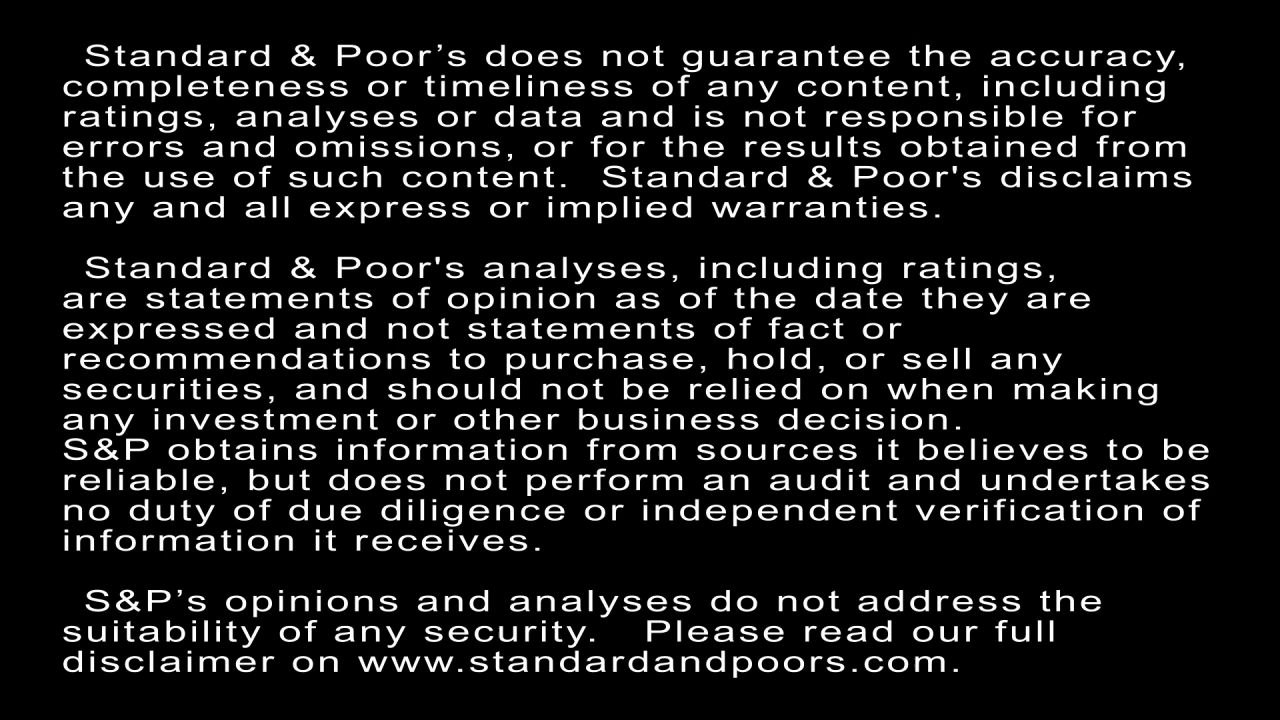 Standard & Poor’s does not guarantee the accuracy,
completeness or timeliness of any content, including
ratings, analyses or data and is not responsible for
errors and omissions, or for the results obtained from
the use of such content.  Standard & Poor's disclaims
any and all express or implied warranties.
Standard & Poor's analyses, including ratings,
are statements of opinion as of the date they are
expressed and not statements of fact or
recommendations to purchase, hold, or sell any
securities, and should not be relied on when making
any investment or other business decision.
S&P obtains information from sources it believes to be
reliable, but does not perform an audit and undertakes
no duty of due diligence or independent verification of
information it receives.
S&P’s opinions and analyses do not address the
suitability of any security.   Please read our full
disclaimer on www.standardandpoors.com.